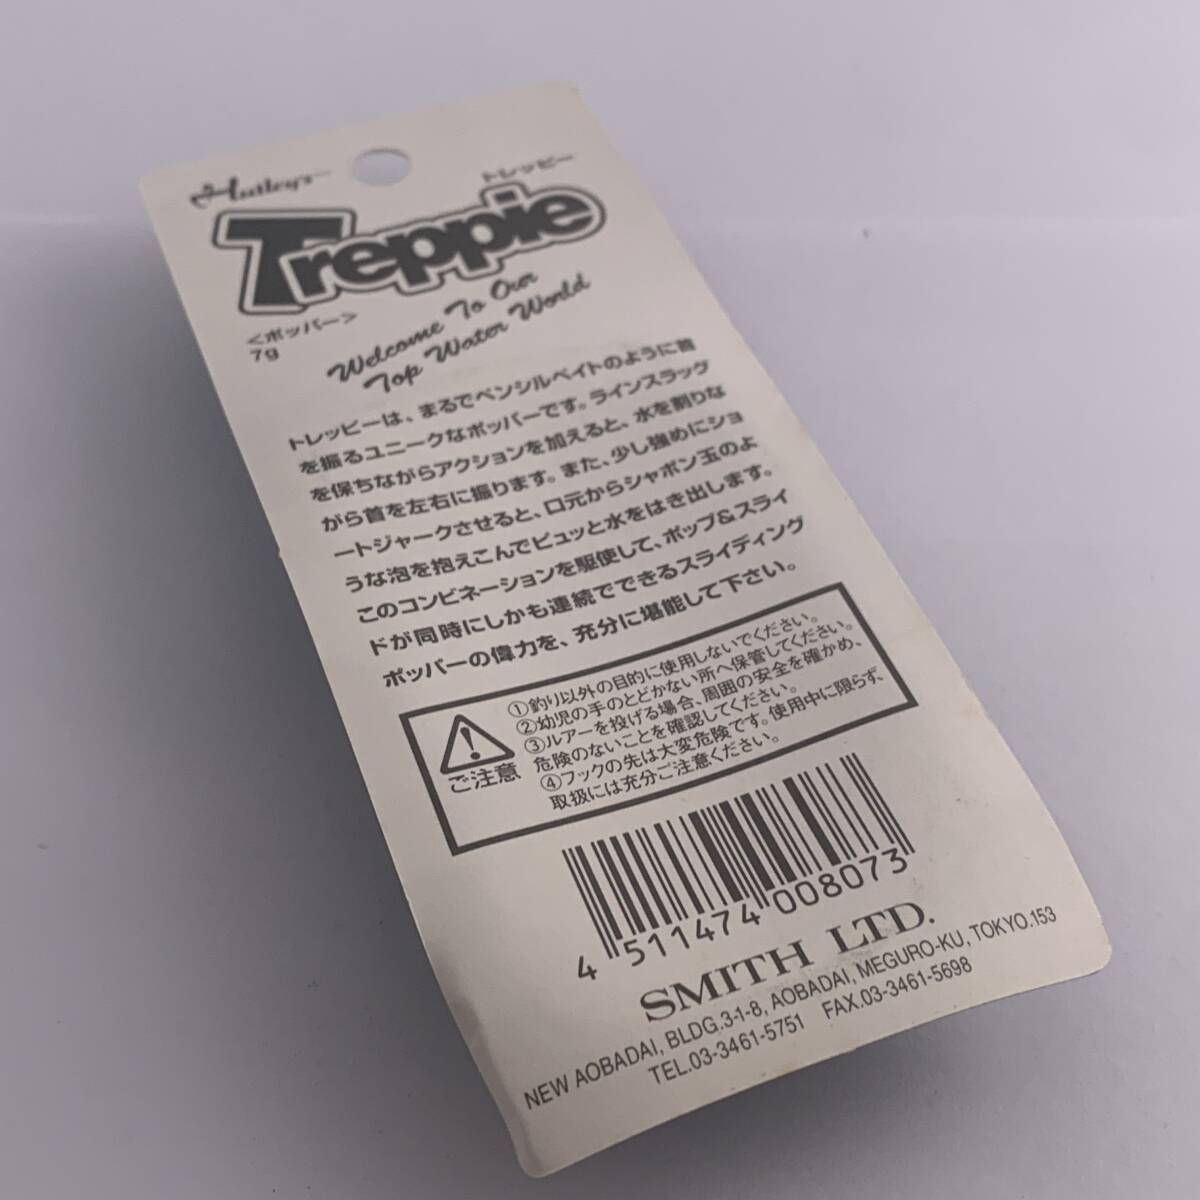 Hutley's
トレッピー
Treppie
<ポッパー>
7g
Welcome To Our
Top Water World
トレッピーは、まるでペンシルベイトのように首
を振るユニークなポッパーです。ラインスラッグ
を保ちながらアクションを加えると、水を割りな
がら首を左右に振ります。また、少し強めにショ
ートジャークさせると、口元からシャボン玉のよ
うな泡を抱えこんでピュッと水をはき出します。
このコンビネーションを駆使して、ポップ&スライ
ドが同時にしかも連続でできるスライディング
ポッパーの偉力を、充分に堪能して下さい。
ご注意
①釣り以外の目的に使用しないでください。
②幼児の手のとどかない所へ保管してください。
③ルアーを投げる場合、周囲の安全を確かめ、
危険のないことを確認してください。
④フックの先は大変危険です。使用中に限らず、
取扱には充分ご注意ください。
4 511474 008073
SMITH LTD.
NEW AOBADAI, BLDG.3-1-8, AOBADAI, MEGURO-KU, TOKYO.153
TEL.03-3461-5751 FAX.03-3461-5698